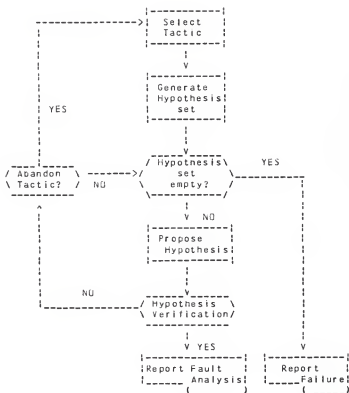 Select
Tactic
Generate
Hypothesis
set
YES
Abandon
Tactic?
NO
Hypothesis
set
empty?
YES
NO
Propose
Hypothesis
NO
Hypothesis
Verification
YES
Report Fault
Analysis
Report
Failure